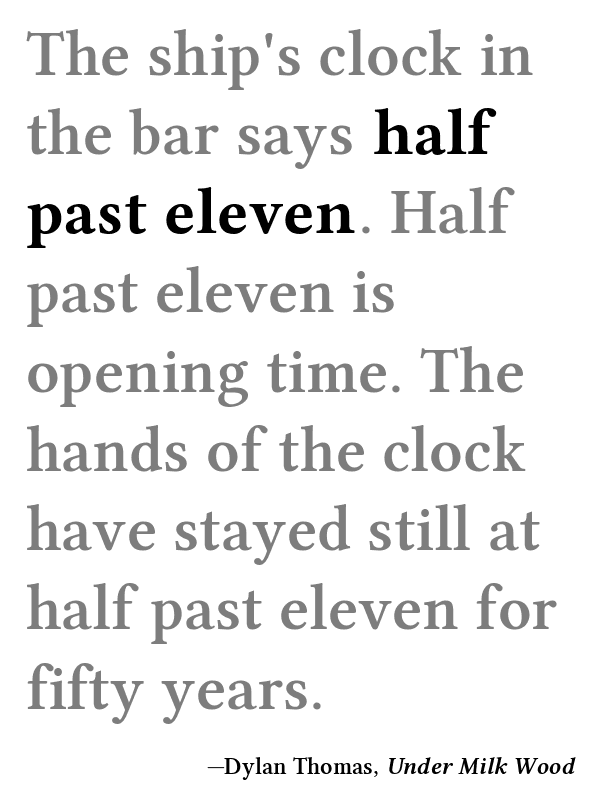 The ship's clock in
the bar says half
past eleven. Half
past eleven is
opening time. The
hands of the clock
have stayed still at
half past eleven for
fifty years.
—Dylan Thomas, Under Milk Wood